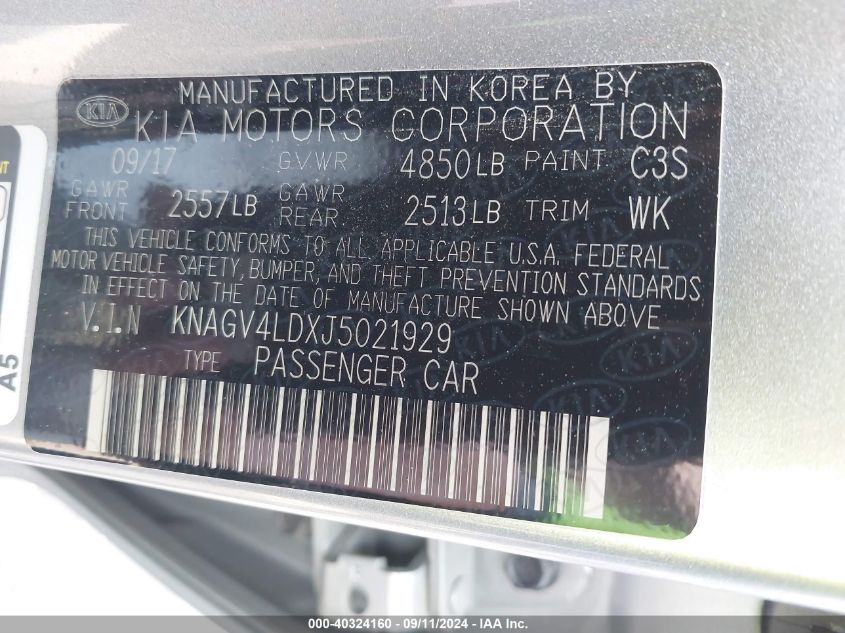 MANUFACTURED IN KOREA BY
KIA KIA MOTORS CORPORATION
09/17 GVWR 4850LB PAINT C3S
GAWR FRONT 2557LB GAWR REAR 2513LB TRIM WK
THIS VEHICLE CONFORMS TO ALL APPLICABLE U.S.A. FEDERAL
MOTOR VEHICLE SAFETY, BUMPER, AND THEFT PREVENTION STANDARDS
IN EFFECT ON THE DATE OF MANUFACTURE SHOWN ABOVE.
V.I.N KNAGV4LDXJ5021929
TYPE PASSENGER CAR
A5
000-40324160 - 09/11/2024 - IAA Inc.